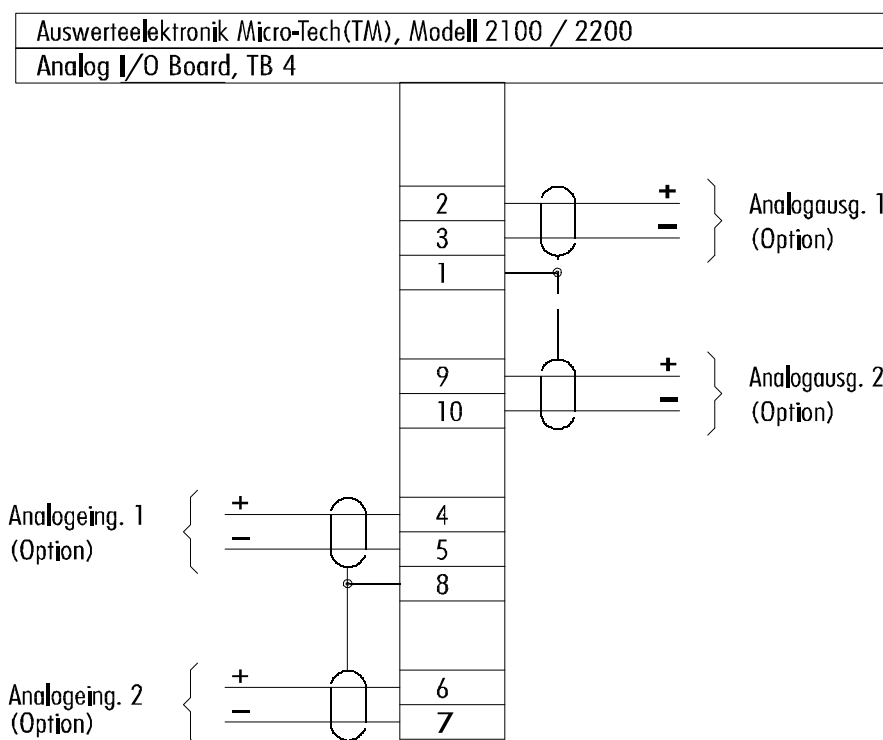 Auswerteelektronik Micro-Tech(TM), Modell 2100 / 2200
Analog I/O Board, TB 4
2
+
Analogausg. 1
3
−
(Option)
1
9
+
Analogausg. 2
10
−
(Option)
Analogeing. 1
+
4
(Option)
−
5
8
Analogeing. 2
+
6
(Option)
−
7